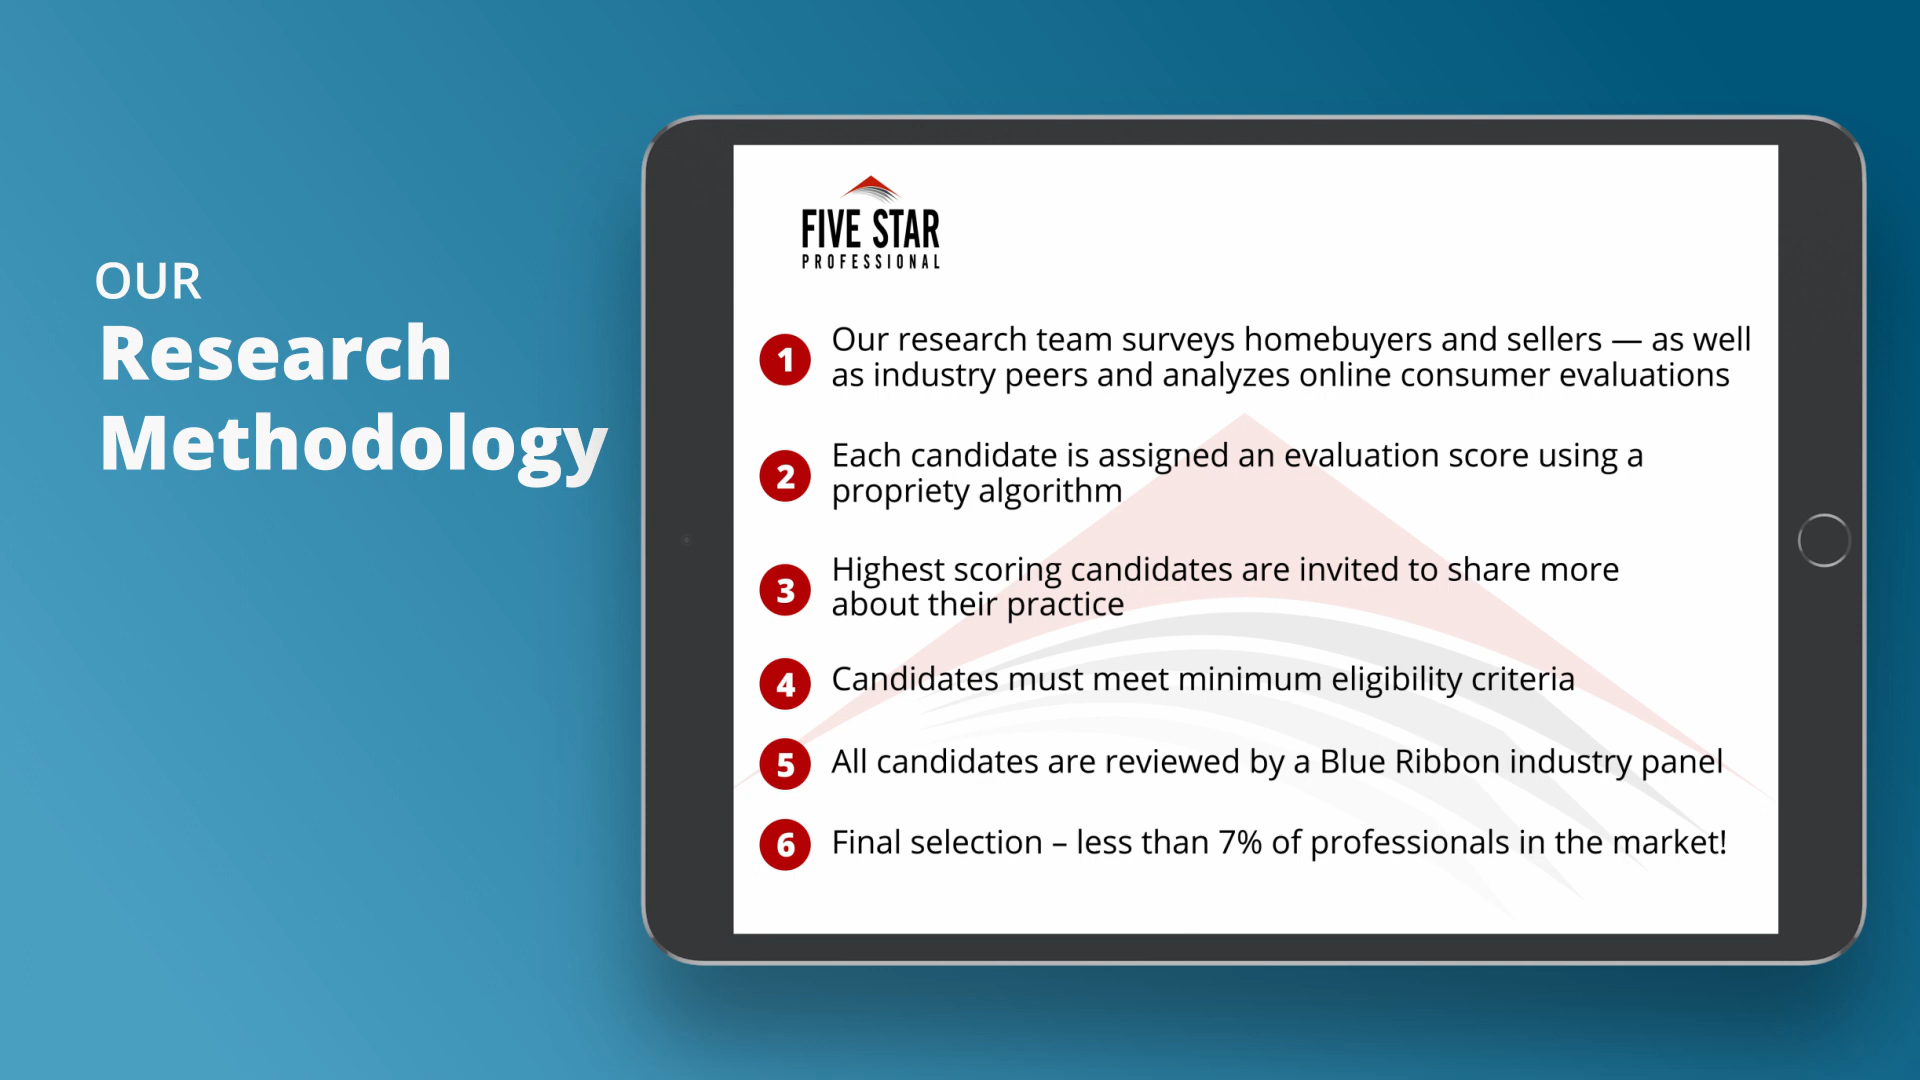 OUR
Research
Methodology
FIVE STAR
PROFESSIONAL
1 Our research team surveys homebuyers and sellers — as well
as industry peers and analyzes online consumer evaluations
2 Each candidate is assigned an evaluation score using a
propriety algorithm
3 Highest scoring candidates are invited to share more
about their practice
4 Candidates must meet minimum eligibility criteria
5 All candidates are reviewed by a Blue Ribbon industry panel
6 Final selection – less than 7% of professionals in the market!